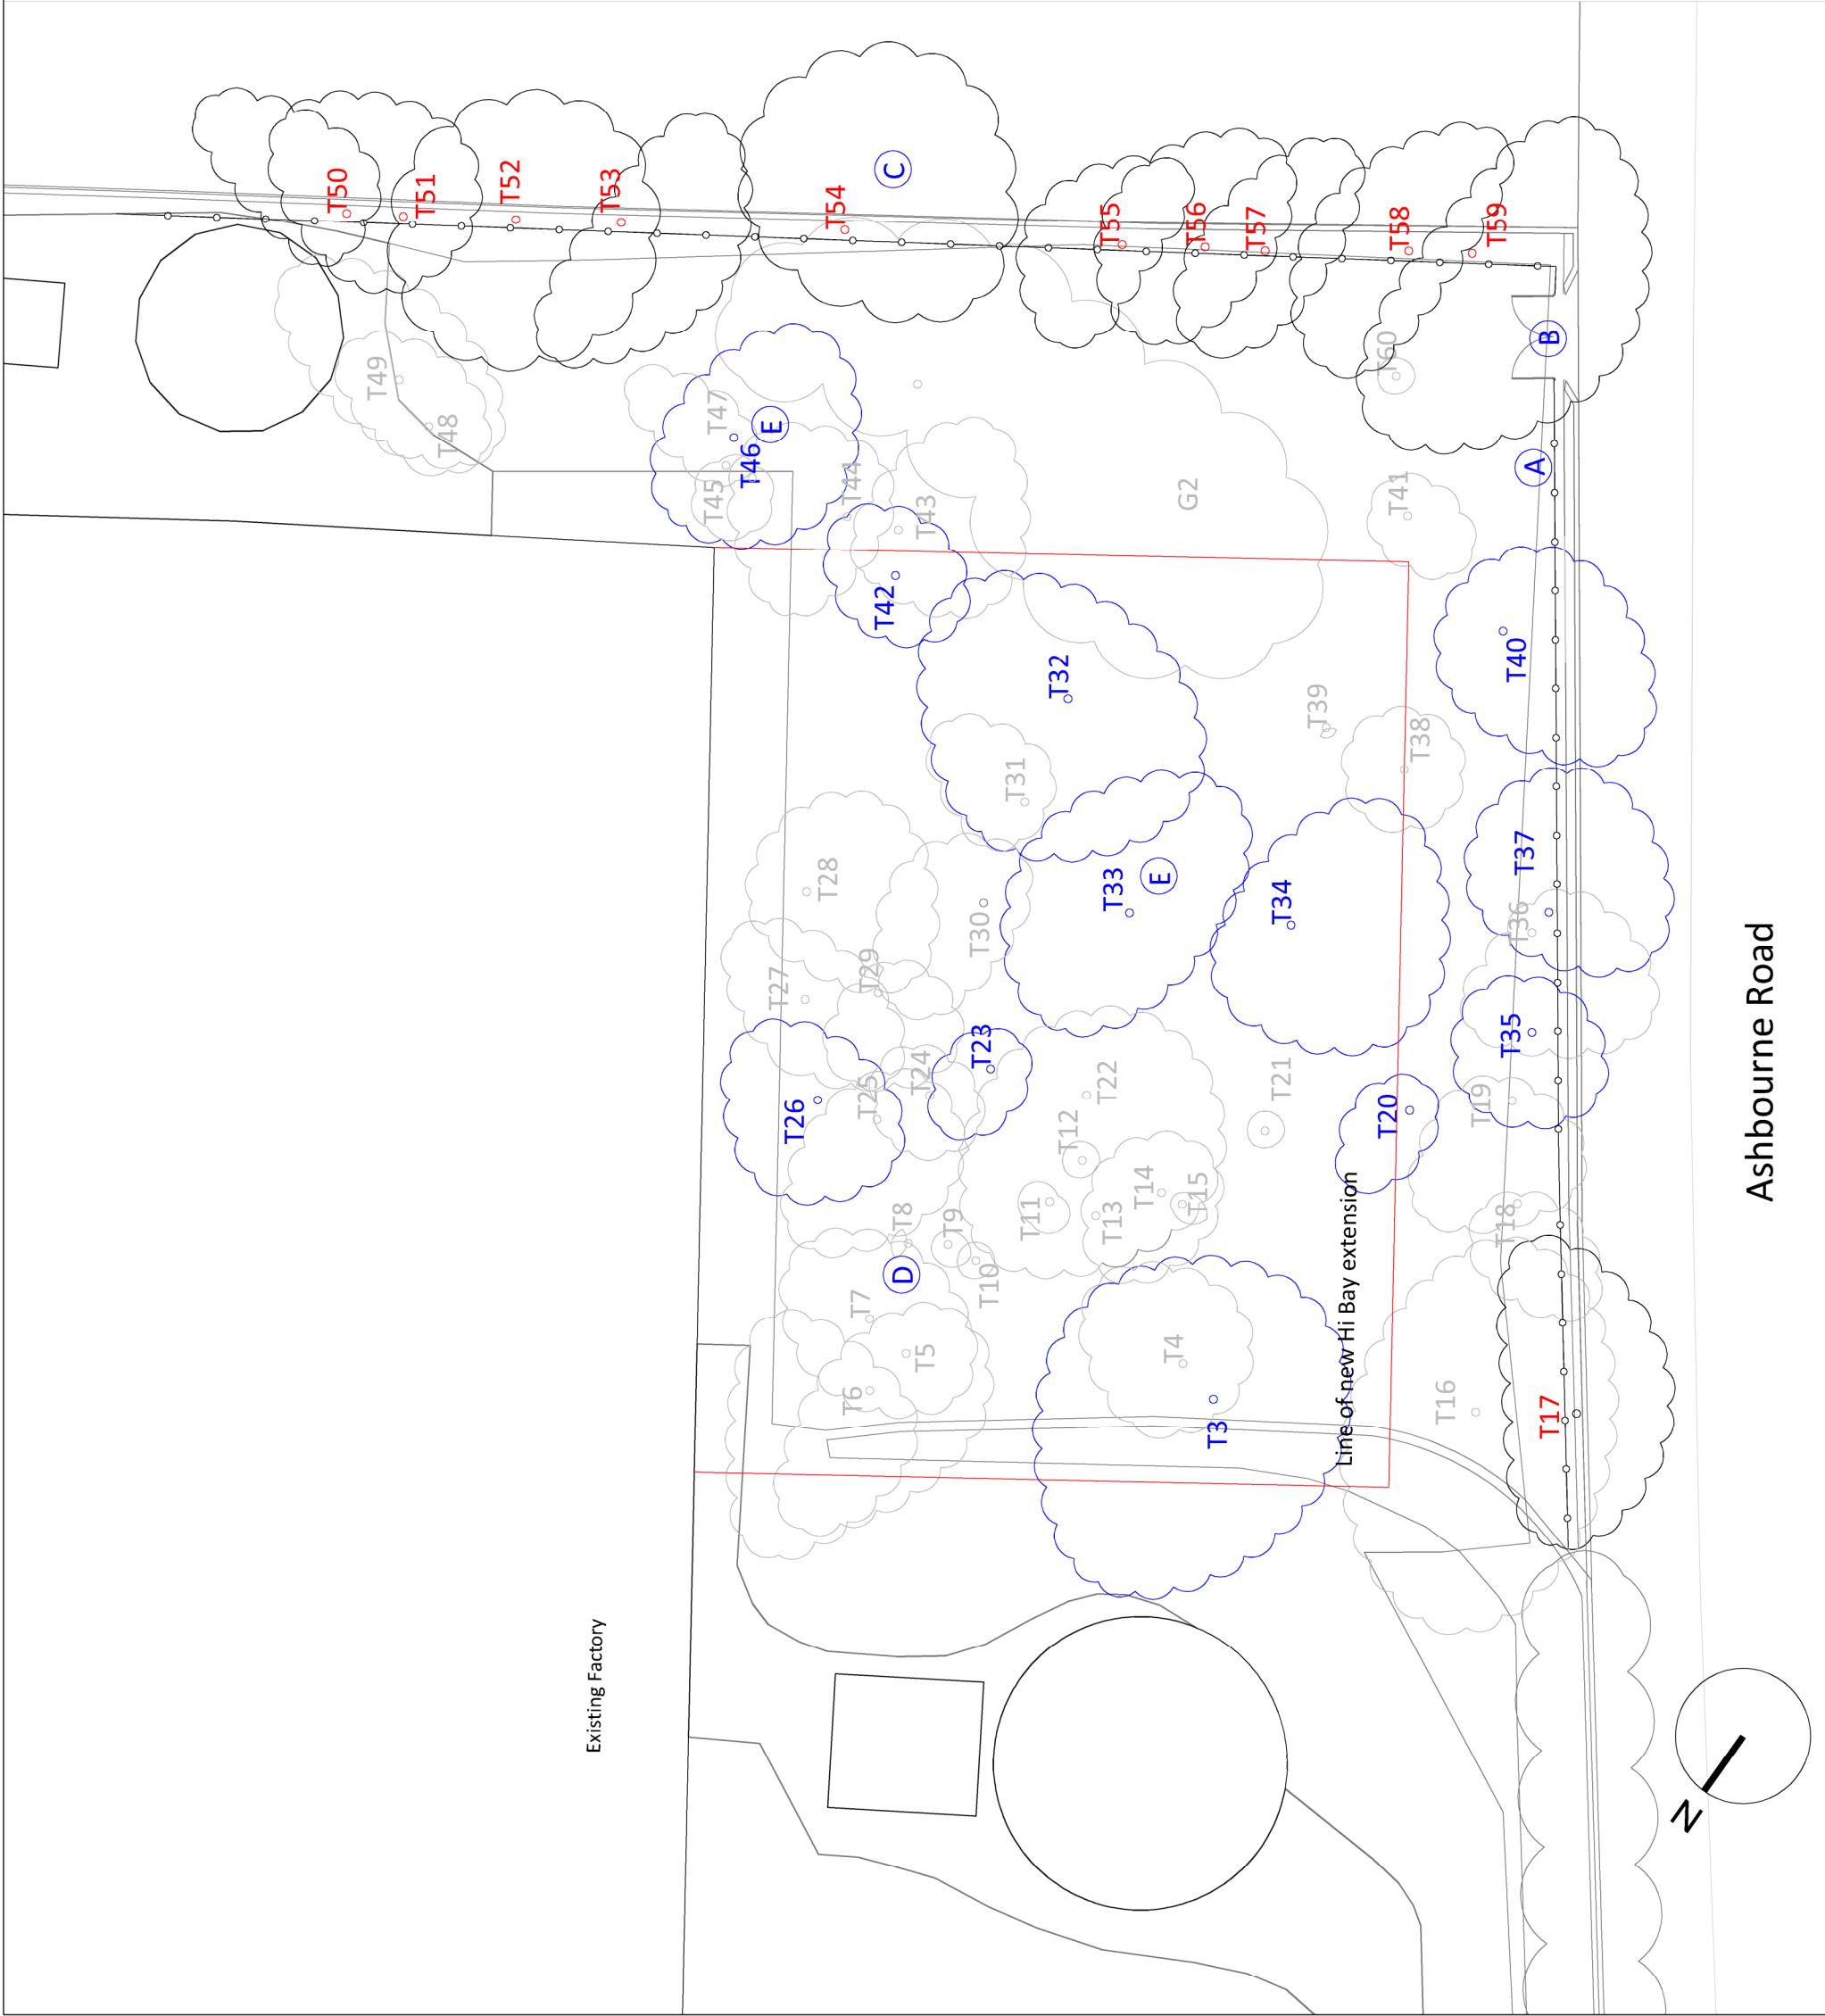 T50
T51
T52
T53
T54
C
T55
T56
T57
T58
T59
T60
B
A
T49
T48
T47
E
T46
T45
T44
T43
T42
G2
T41
T40
T32
T31
T39
T38
T37
T36
T28
T30
T33
E
T34
T35
T27
T29
T26
T25
T24
T23
T22
T21
T20
T19
T18
T12
T11
T13
T14
T15
T8
T9
T10
D
T7
T6
T5
T4
T3
T16
T17
Line of new Hi Bay extension
Existing Factory
Ashbourne Road
N